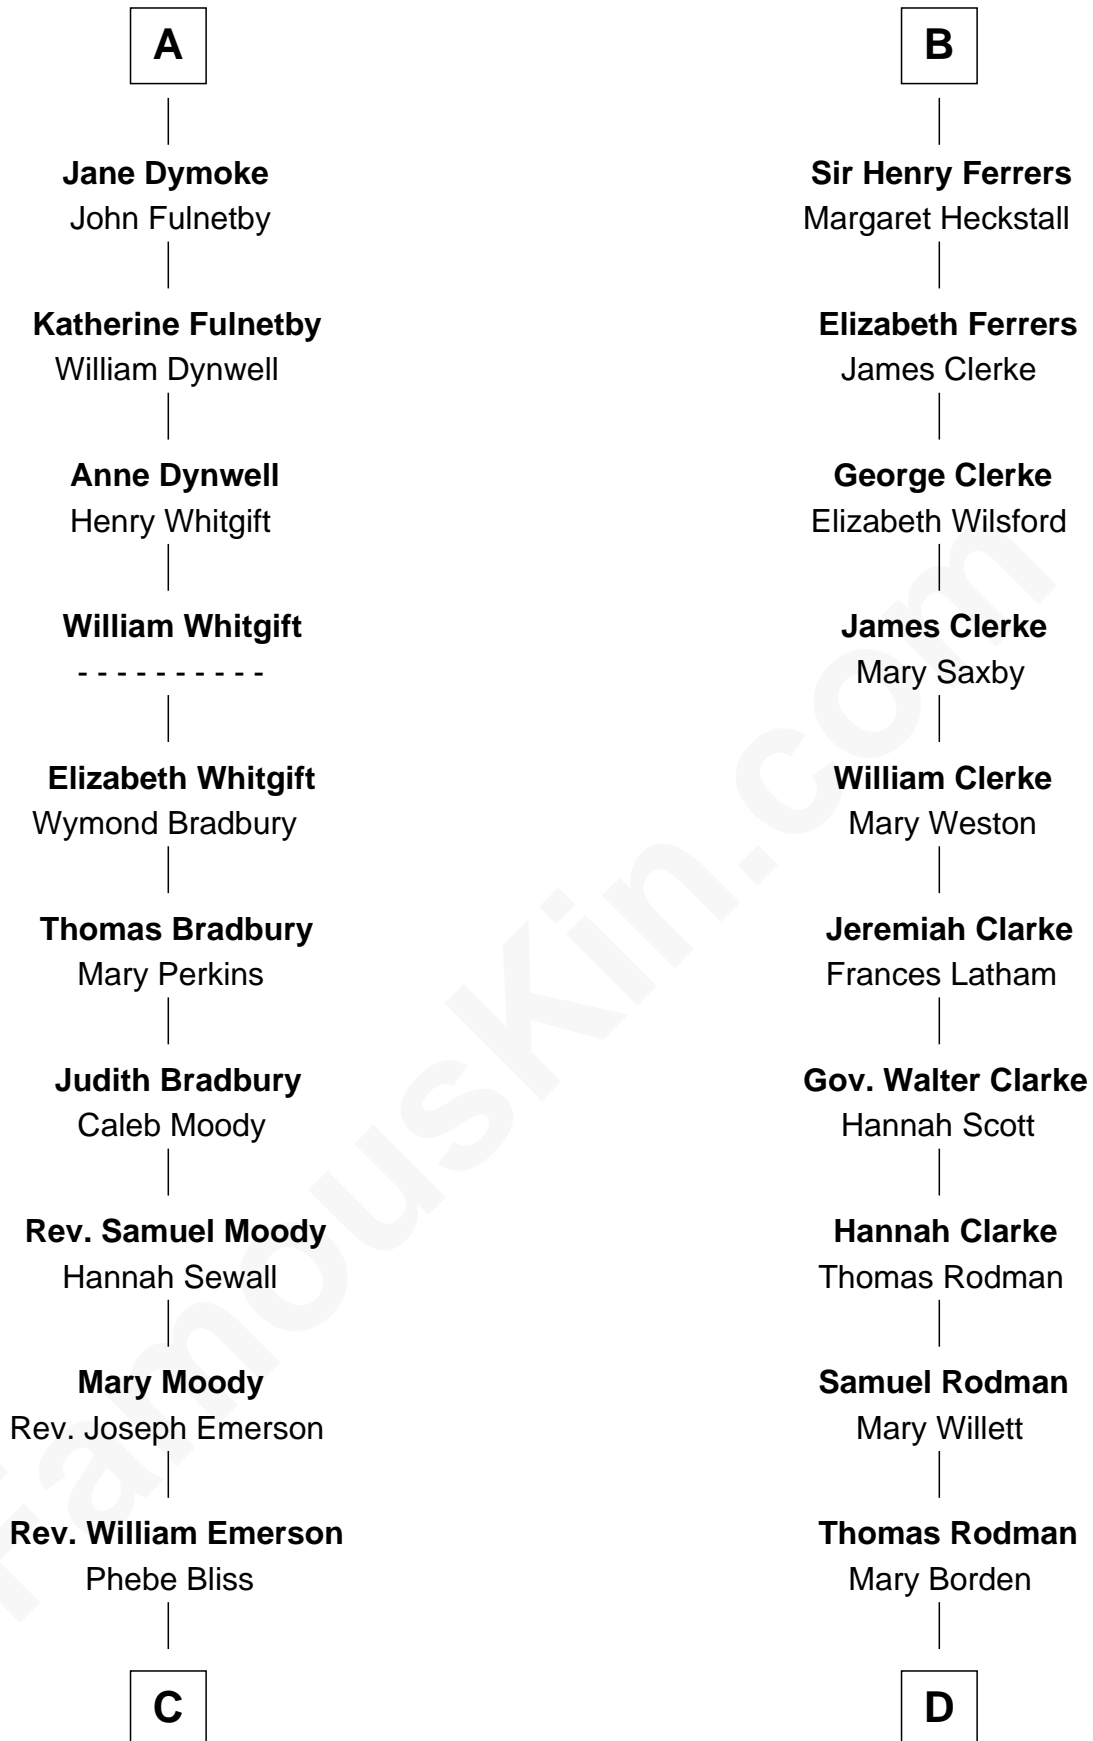 A
Jane Dymoke
John Fulnetby
Katherine Fulnetby
William Dynwell
Anne Dynwell
Henry Whitgift
William Whitgift
- - - - - - - - - -
Elizabeth Whitgift
Wymond Bradbury
Thomas Bradbury
Mary Perkins
Judith Bradbury
Caleb Moody
Rev. Samuel Moody
Hannah Sewall
Mary Moody
Rev. Joseph Emerson
Rev. William Emerson
Phebe Bliss
C
B
Sir Henry Ferrers
Margaret Heckstall
Elizabeth Ferrers
James Clerke
George Clerke
Elizabeth Wilsford
James Clerke
Mary Saxby
William Clerke
Mary Weston
Jeremiah Clarke
Frances Latham
Gov. Walter Clarke
Hannah Scott
Hannah Clarke
Thomas Rodman
Samuel Rodman
Mary Willett
Thomas Rodman
Mary Borden
D
FamousKin.com